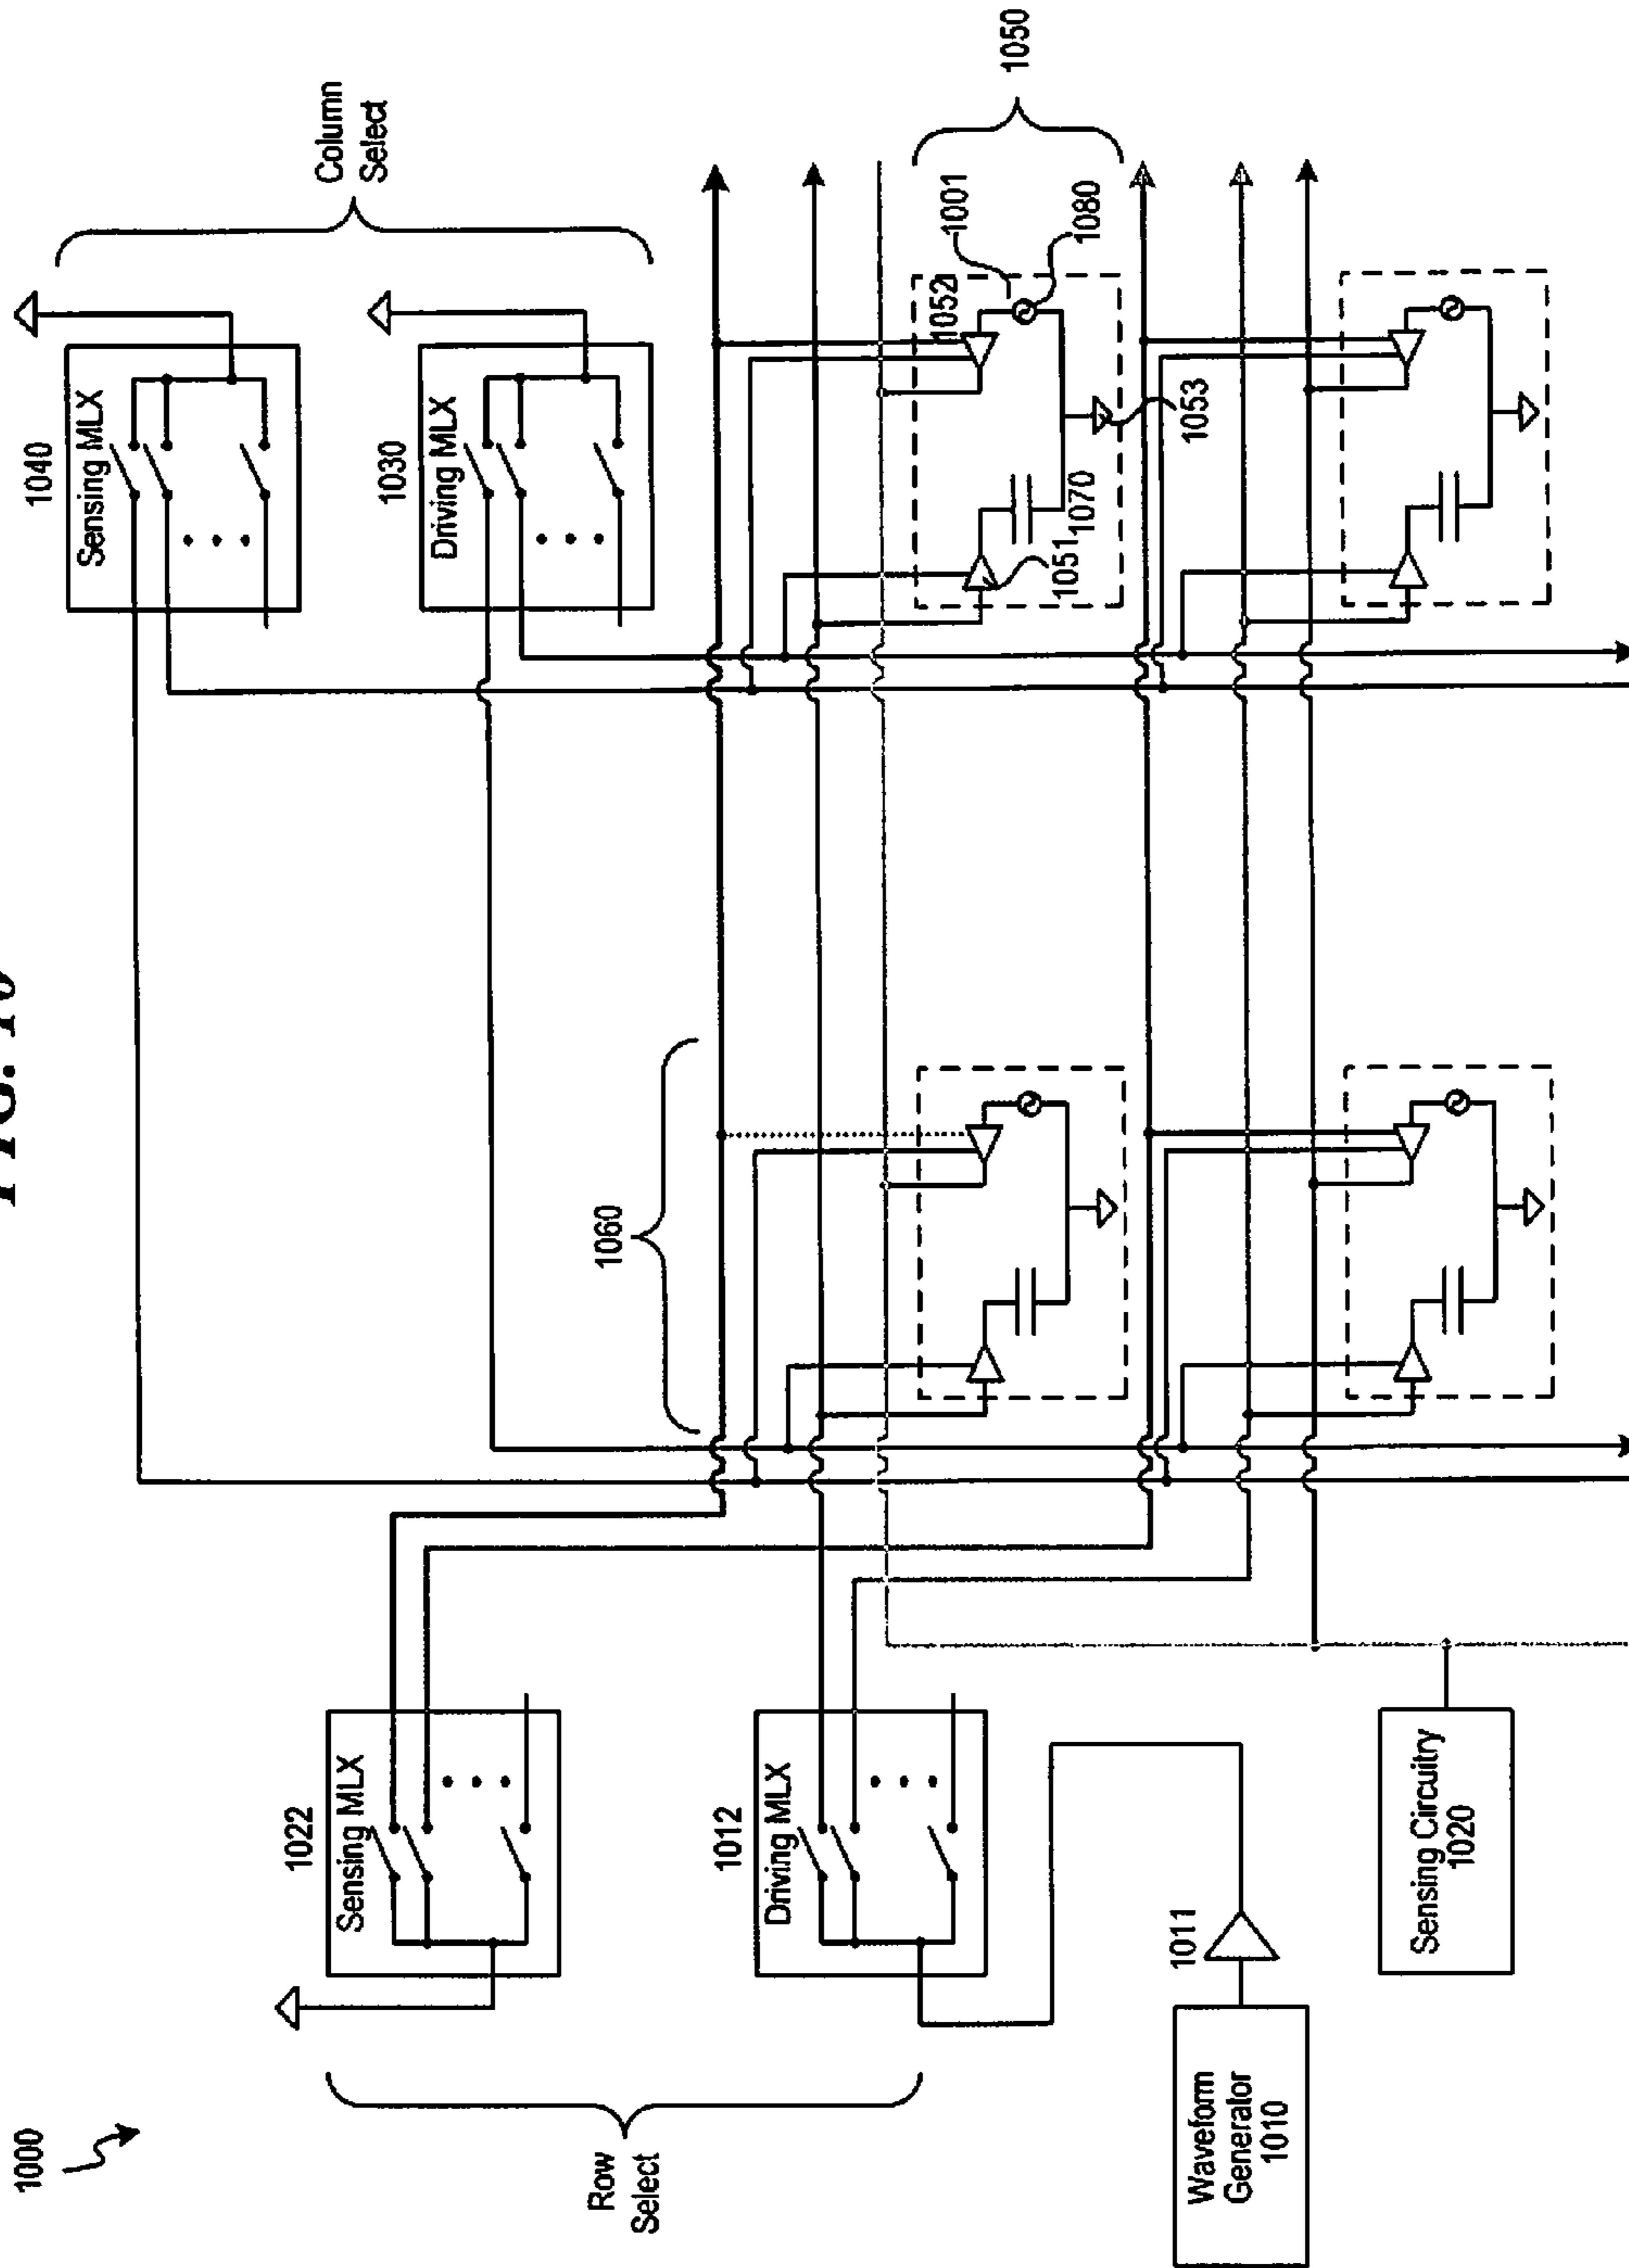 FIG. 10
1000
Row
Select
1022
Sensing MLX
1012
Driving MLX
Waveform
Generator
1010
1011
Sensing Circuitry
1020
1040
Sensing MLX
1030
Driving MLX
Column
Select
1060
1050
1052
1001
1080
1051
1070
1053